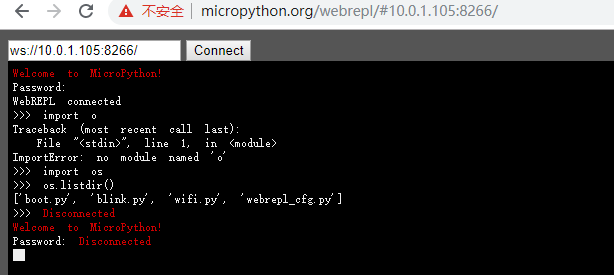 不安全 | micropython.org/webrepl/#10.0.1.105:8266/
ws://10.0.1.105:8266/ Connect
Welcome to MicroPython!
Password:
WebREPL connected
>>> import o
Traceback (most recent call last):
File "<stdin>", line 1, in <module>
ImportError: no module named 'o'
>>> import os
>>> os.listdir()
['boot.py', 'blink.py', 'wifi.py', 'webrepl_cfg.py']
>>> Disconnected
Welcome to MicroPython!
Password: Disconnected